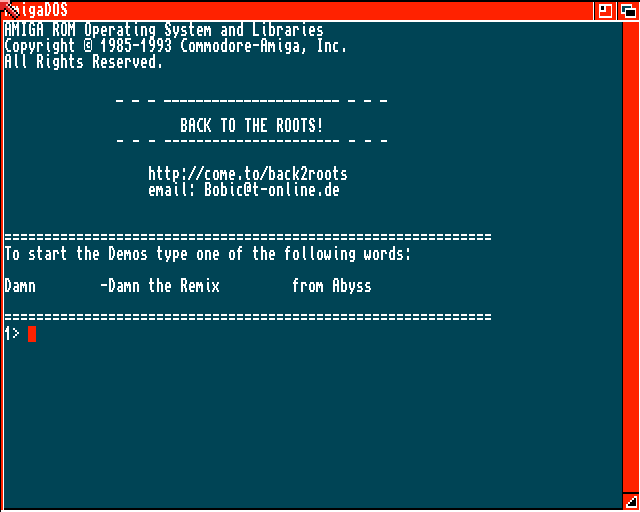 AmigaDOS
AMIGA ROM Operating System and Libraries
Copyright © 1985-1993 Commodore-Amiga, Inc.
All Rights Reserved.
- - - ---------------------- - - -
BACK TO THE ROOTS!
- - - ---------------------- - - -
http://come.to/back2roots
email: Bobic@t-online.de
=============================================================
To start the Demos type one of the following words:
Damn        -Damn the Remix         from Abyss
=============================================================
1>